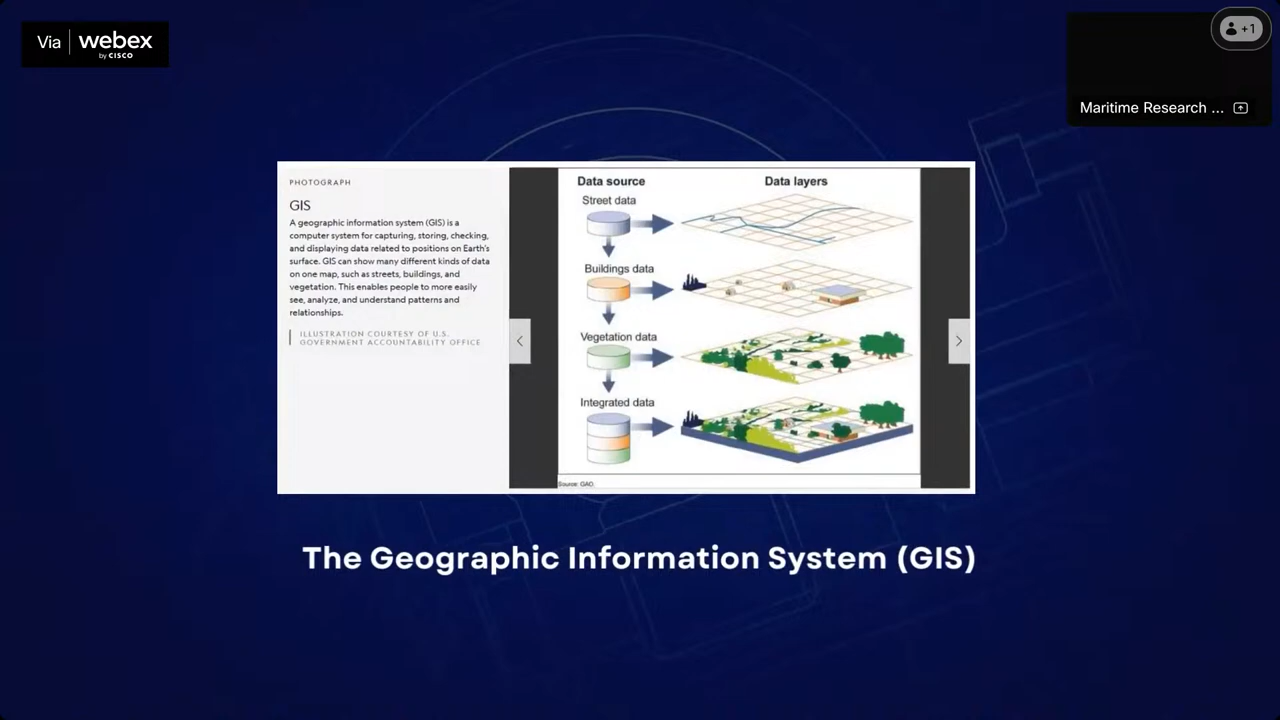 Via webex
by CISCO
+1
Maritime Research ...
PHOTOGRAPH
GIS
A geographic information system (GIS) is a
computer system for capturing, storing, checking,
and displaying data related to positions on Earth's
surface. GIS can show many different kinds of data
on one map, such as streets, buildings, and
vegetation. This enables people to more easily
see, analyze, and understand patterns and
relationships.
ILLUSTRATION COURTESY OF U.S.
GOVERNMENT ACCOUNTABILITY OFFICE
Data source
Data layers
Street data
Buildings data
Vegetation data
Integrated data
Source: GAO.
The Geographic Information System (GIS)